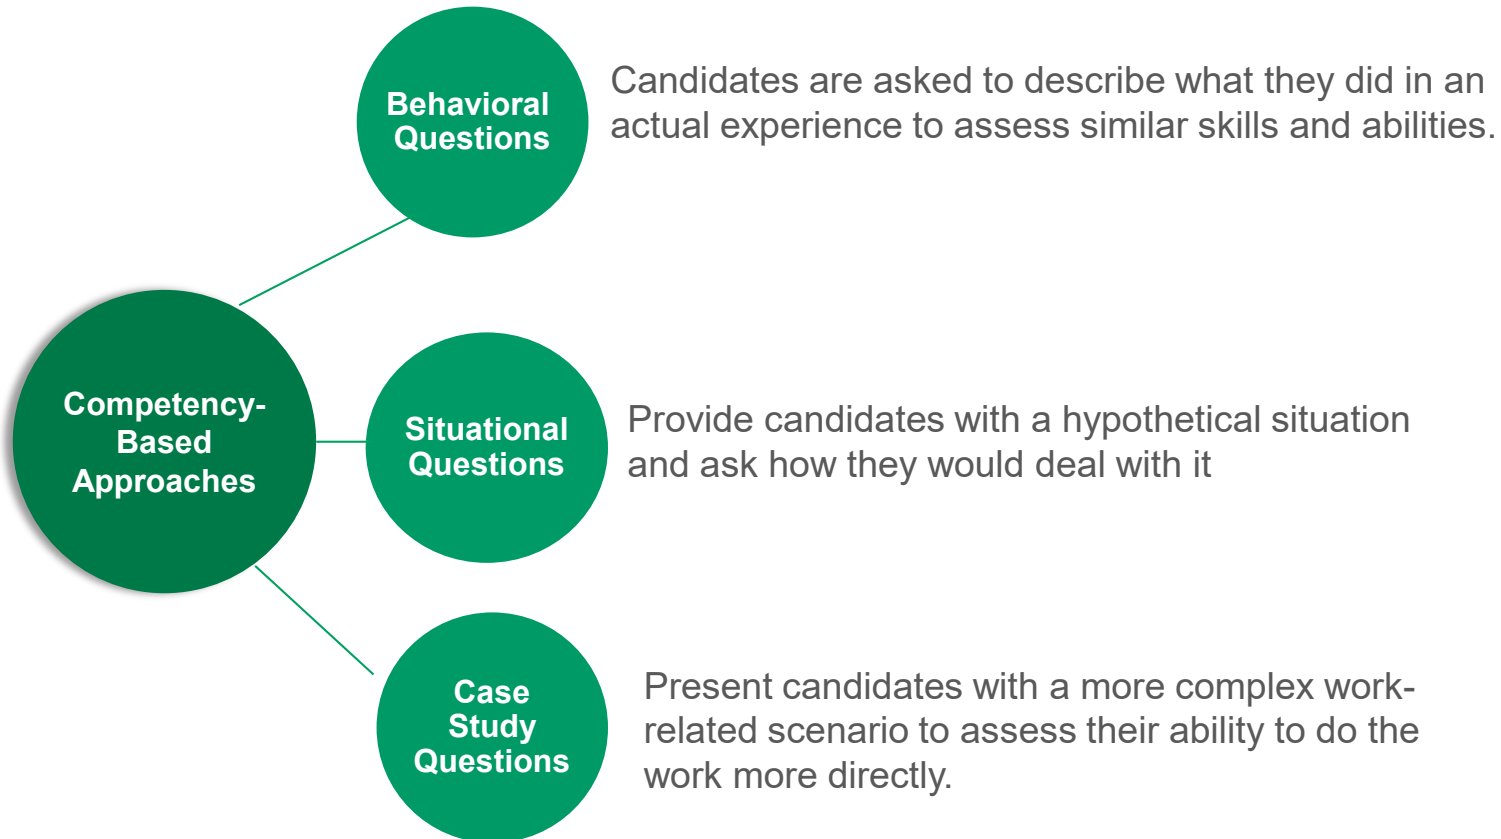 Behavioral
Questions
Candidates are asked to describe what they did in an
actual experience to assess similar skills and abilities.
Competency-
Based
Approaches
Situational
Questions
Provide candidates with a hypothetical situation
and ask how they would deal with it
Case
Study
Questions
Present candidates with a more complex work-
related scenario to assess their ability to do the
work more directly.